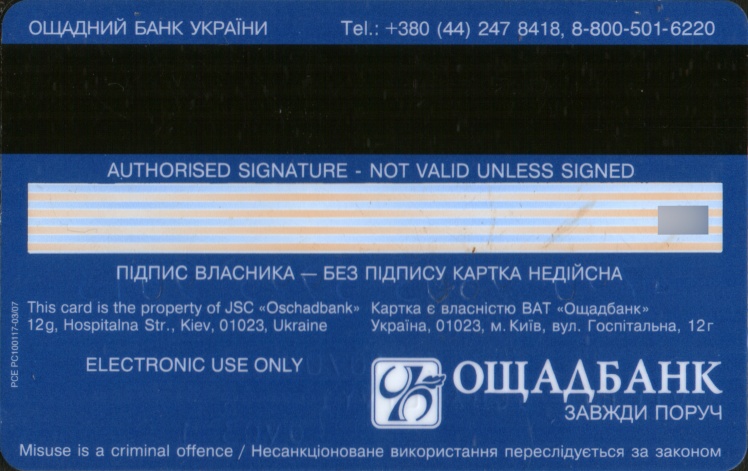 ОЩАДНИЙ БАНК УКРАЇНИ Tel.: +380 (44) 247 8418, 8-800-501-6220
AUTHORISED SIGNATURE - NOT VALID UNLESS SIGNED
ПІДПИС ВЛАСНИКА — БЕЗ ПІДПИСУ КАРТКА НЕДІЙСНА
This card is the property of JSC «Oschadbank»
12g, Hospitalna Str., Kiev, 01023, Ukraine
Картка є власністю ВАТ «Ощадбанк»
Україна, 01023, м. Київ, вул. Госпітальна, 12г
PCE PC100117-03/07
ELECTRONIC USE ONLY
ОЩАДБАНК
ЗАВЖДИ ПОРУЧ
Misuse is a criminal offence / Несанкціоноване використання переслідується за законом